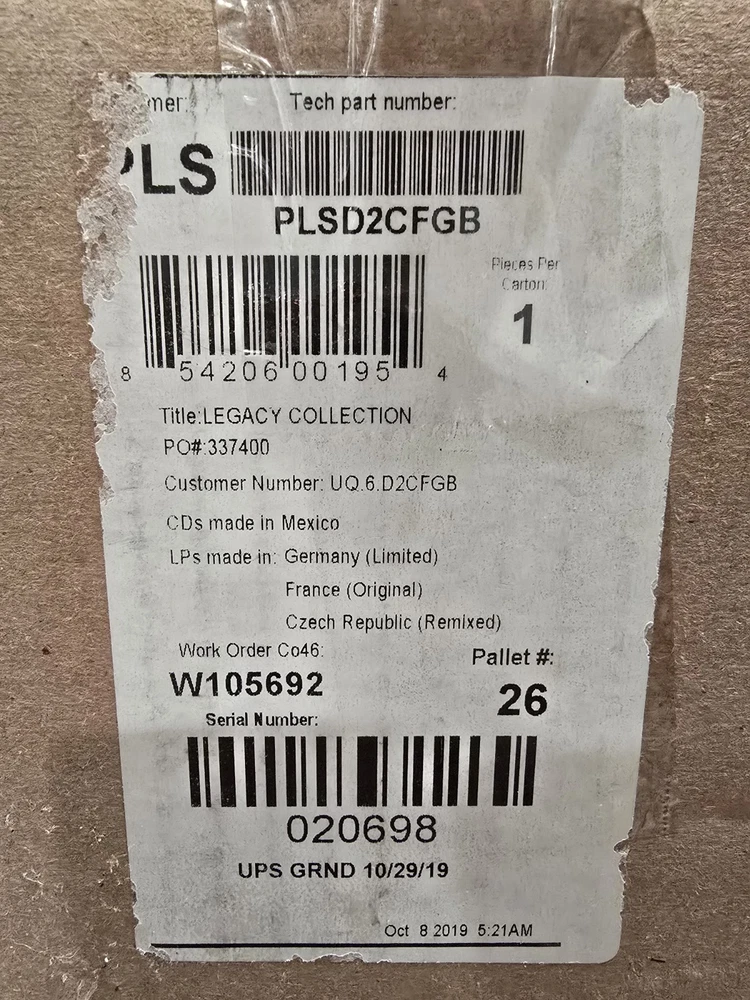 mer:
Tech part number:
PLS
PLSD2CFGB
Pieces Per
Carton:
1
8 54206 00195 4
Title:LEGACY COLLECTION
PO#:337400
Customer Number: UQ.6.D2CFGB
CDs made in Mexico
LPs made in: Germany (Limited)
France (Original)
Czech Republic (Remixed)
Work Order Co46:
Pallet #:
W105692
26
Serial Number:
020698
UPS GRND 10/29/19
Oct 8 2019 5:21AM